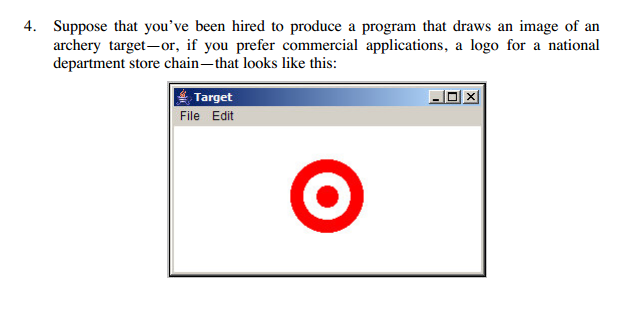 4. Suppose that you’ve been hired to produce a program that draws an image of an
archery target—or, if you prefer commercial applications, a logo for a national
department store chain—that looks like this:
Target
File Edit